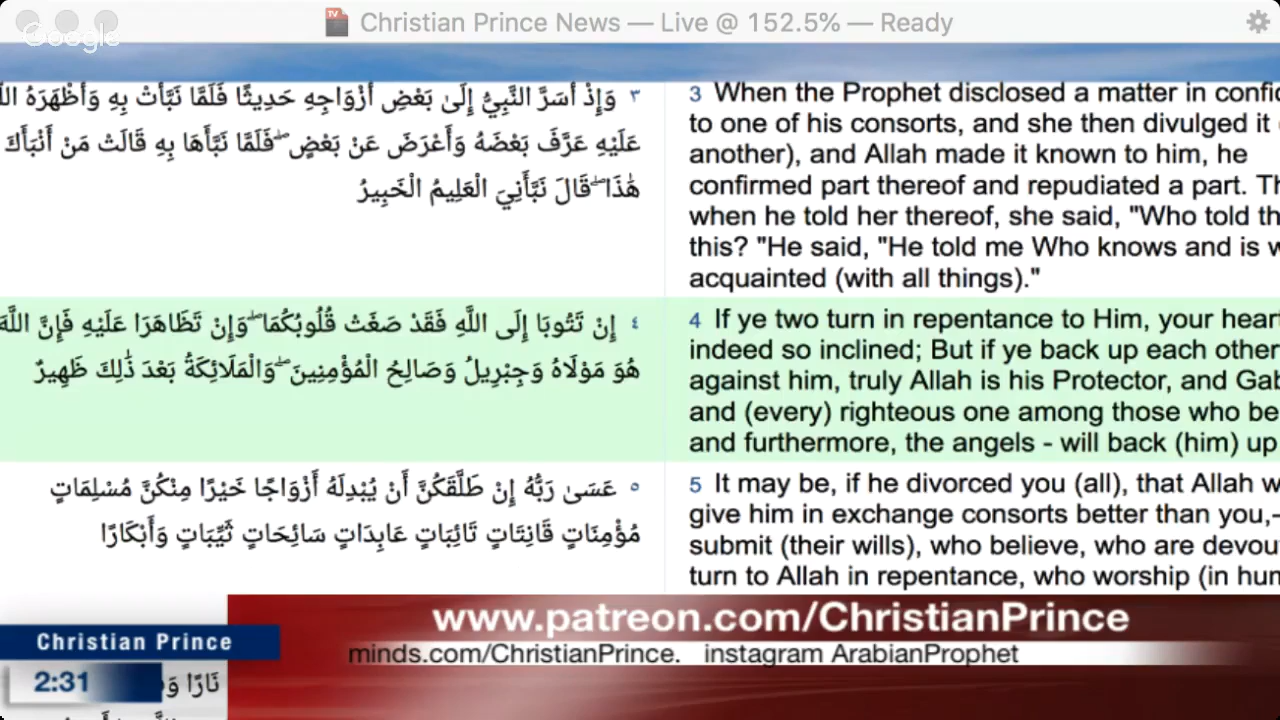 Google
Christian Prince News — Live @ 152.5% — Ready
٣ وَإِذْ أَسَرَّ النَّبِيُّ إِلَىٰ بَعْضِ أَزْوَاجِهِ حَدِيثًا فَلَمَّا نَبَّأَتْ بِهِ وَأَظْهَرَهُ
عَلَيْهِ عَرَّفَ بَعْضَهُ وَأَعْرَضَ عَنْ بَعْضٍ ۖ فَلَمَّا نَبَّأَهَا بِهِ قَالَتْ مَنْ أَنْبَأَكَ
هَٰذَا ۖ قَالَ نَبَّأَنِيَ الْعَلِيمُ الْخَبِيرُ
3 When the Prophet disclosed a matter in
to one of his consorts, and she then divulged it
another), and Allah made it known to him, he
confirmed part thereof and repudiated a part.
when he told her thereof, she said, "Who told
this? "He said, "He told me Who knows and is
acquainted (with all things)."
٤ إِنْ تَتُوبَا إِلَى اللَّهِ فَقَدْ صَغَتْ قُلُوبُكُمَا ۖ وَإِنْ تَظَاهَرَا عَلَيْهِ فَإِنَّ اللَّهَ
هُوَ مَوْلَاهُ وَجِبْرِيلُ وَصَالِحُ الْمُؤْمِنِينَ ۖ وَالْمَلَائِكَةُ بَعْدَ ذَٰلِكَ ظَهِيرٌ
4 If ye two turn in repentance to Him, your
indeed so inclined; But if ye back up each other
against him, truly Allah is his Protector, and
and (every) righteous one among those who
and furthermore, the angels - will back (him) up
٥ عَسَىٰ رَبُّهُ إِنْ طَلَّقَكُنَّ أَنْ يُبْدِلَهُ أَزْوَاجًا خَيْرًا مِنْكُنَّ مُسْلِمَاتٍ
مُؤْمِنَاتٍ قَانِتَاتٍ تَائِبَاتٍ عَابِدَاتٍ سَائِحَاتٍ ثَيِّبَاتٍ وَأَبْكَارًا
5 It may be, if he divorced you (all), that Allah
give him in exchange consorts better than you,-
submit (their wills), who believe, who are
turn to Allah in repentance, who worship (in
www.patreon.com/ChristianPrince
Christian Prince
minds.com/ChristianPrince. instagram ArabianProphet
2:31
نَارًا